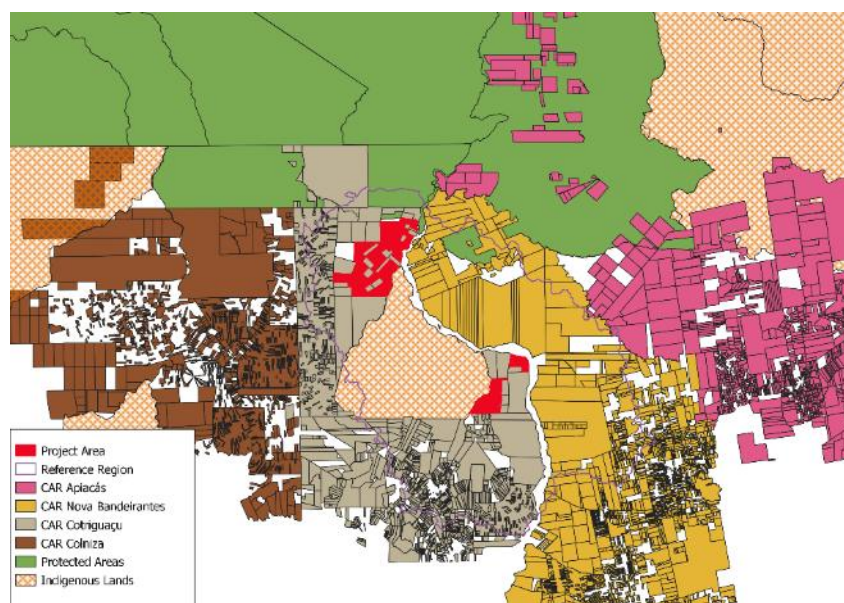 Project Area
Reference Region
CAR Apiacás
CAR Nova Bandeirantes
CAR Cotriguaçu
CAR Colniza
Protected Areas
Indigenous Lands